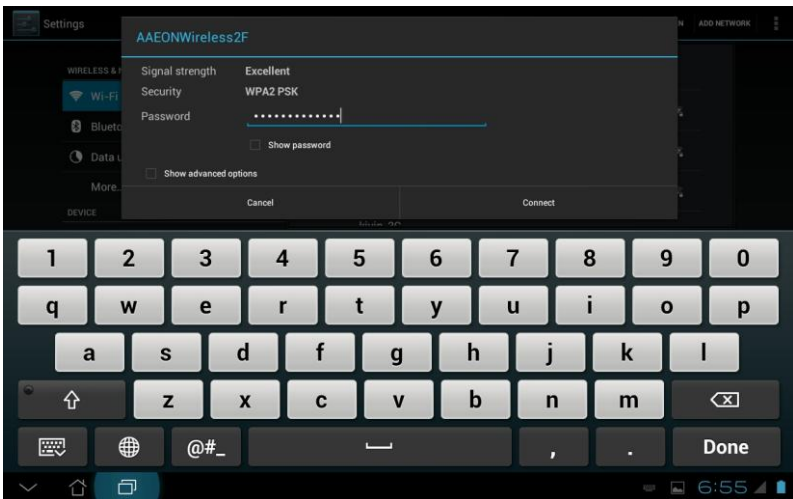 Settings
N ADD NETWORK
AAEONWireless2F
Signal strength Excellent
Security WPA2 PSK
Password •••••••••••••
Show password
Show advanced options
Cancel Connect
WIRELESS &
Wi-Fi
Blueto
Data u
More..
DEVICE
1 2 3 4 5 6 7 8 9 0
q w e r t y u i o p
a s d f g h j k l
z x c v b n m
@#_ , . Done
6:55